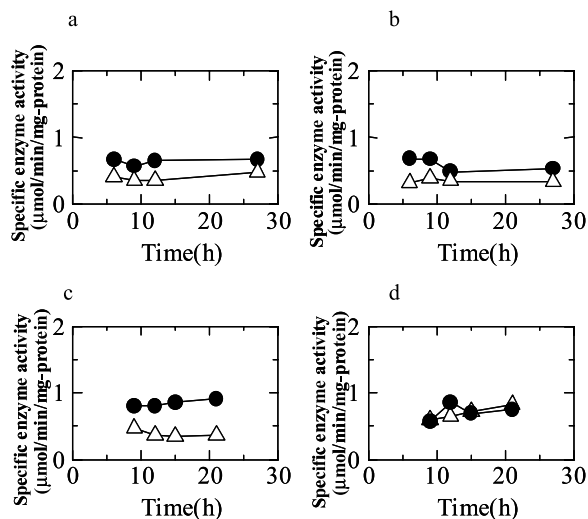 a
b
Specific enzyme activity
(μmol/min/mg-protein)
2
1
0
0
10
20
30
Time(h)
Specific enzyme activity
(μmol/min/mg-protein)
2
1
0
0
10
20
30
Time(h)
c
d
Specific enzyme activity
(μmol/min/mg-protein)
2
1
0
0
10
20
30
Time(h)
Specific enzyme activity
(μmol/min/mg-protein)
2
1
0
0
10
20
30
Time(h)